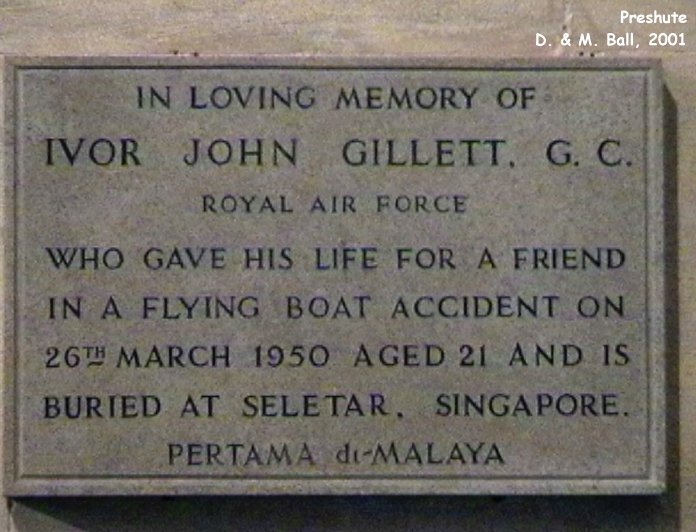 Preshute
D. & M. Ball, 2001
IN LOVING MEMORY OF
IVOR JOHN GILLETT, G. C.
ROYAL AIR FORCE
WHO GAVE HIS LIFE FOR A FRIEND
IN A FLYING BOAT ACCIDENT ON
26TH MARCH 1950 AGED 21 AND IS
BURIED AT SELETAR, SINGAPORE.
PERTAMA di-MALAYA